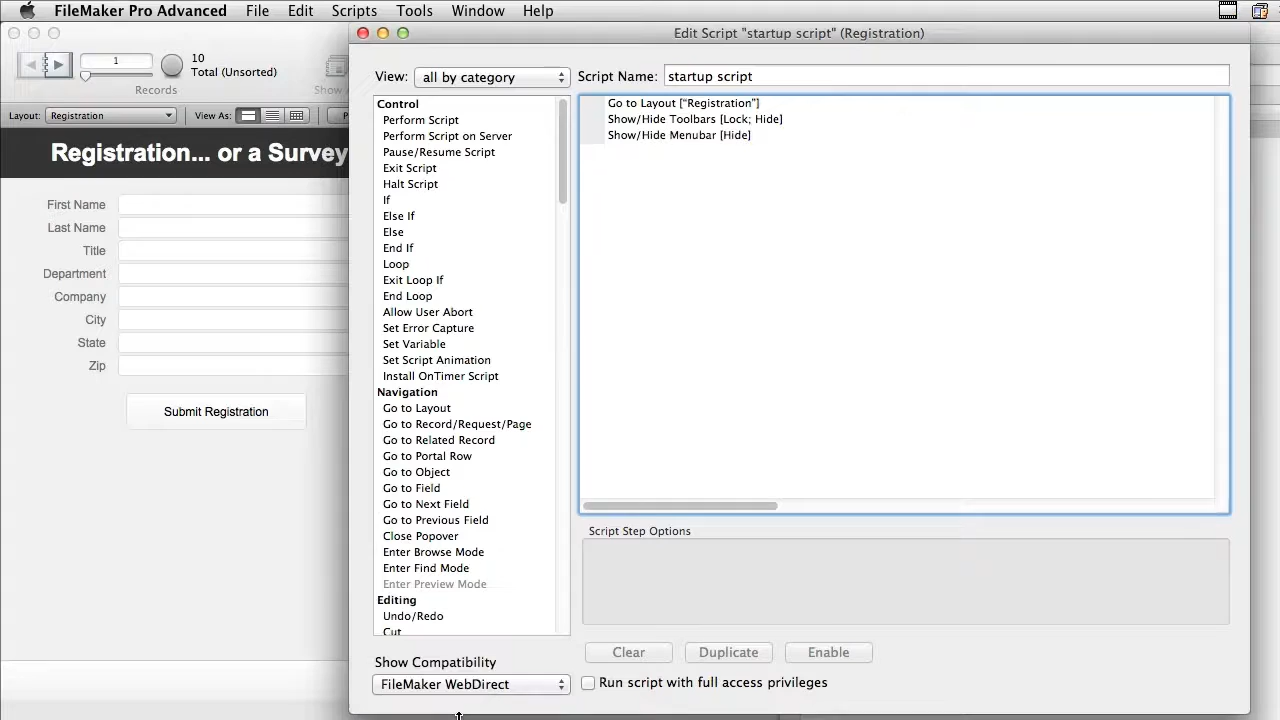 FileMaker Pro Advanced File Edit Scripts Tools Window Help
Edit Script "startup script" (Registration)
1
10
Total (Unsorted)
Records
Layout: Registration View As:
Registration... or a Survey
First Name
Last Name
Title
Department
Company
City
State
Zip
Submit Registration
View: all by category
Script Name: startup script
Control
Perform Script
Perform Script on Server
Pause/Resume Script
Exit Script
Halt Script
If
Else If
Else
End If
Loop
Exit Loop If
End Loop
Allow User Abort
Set Error Capture
Set Variable
Set Script Animation
Install OnTimer Script
Navigation
Go to Layout
Go to Record/Request/Page
Go to Related Record
Go to Portal Row
Go to Object
Go to Field
Go to Next Field
Go to Previous Field
Close Popover
Enter Browse Mode
Enter Find Mode
Enter Preview Mode
Editing
Undo/Redo
Cut
Go to Layout ["Registration"]
Show/Hide Toolbars [Lock; Hide]
Show/Hide Menubar [Hide]
Script Step Options
Clear Duplicate Enable
Show Compatibility
FileMaker WebDirect
Run script with full access privileges